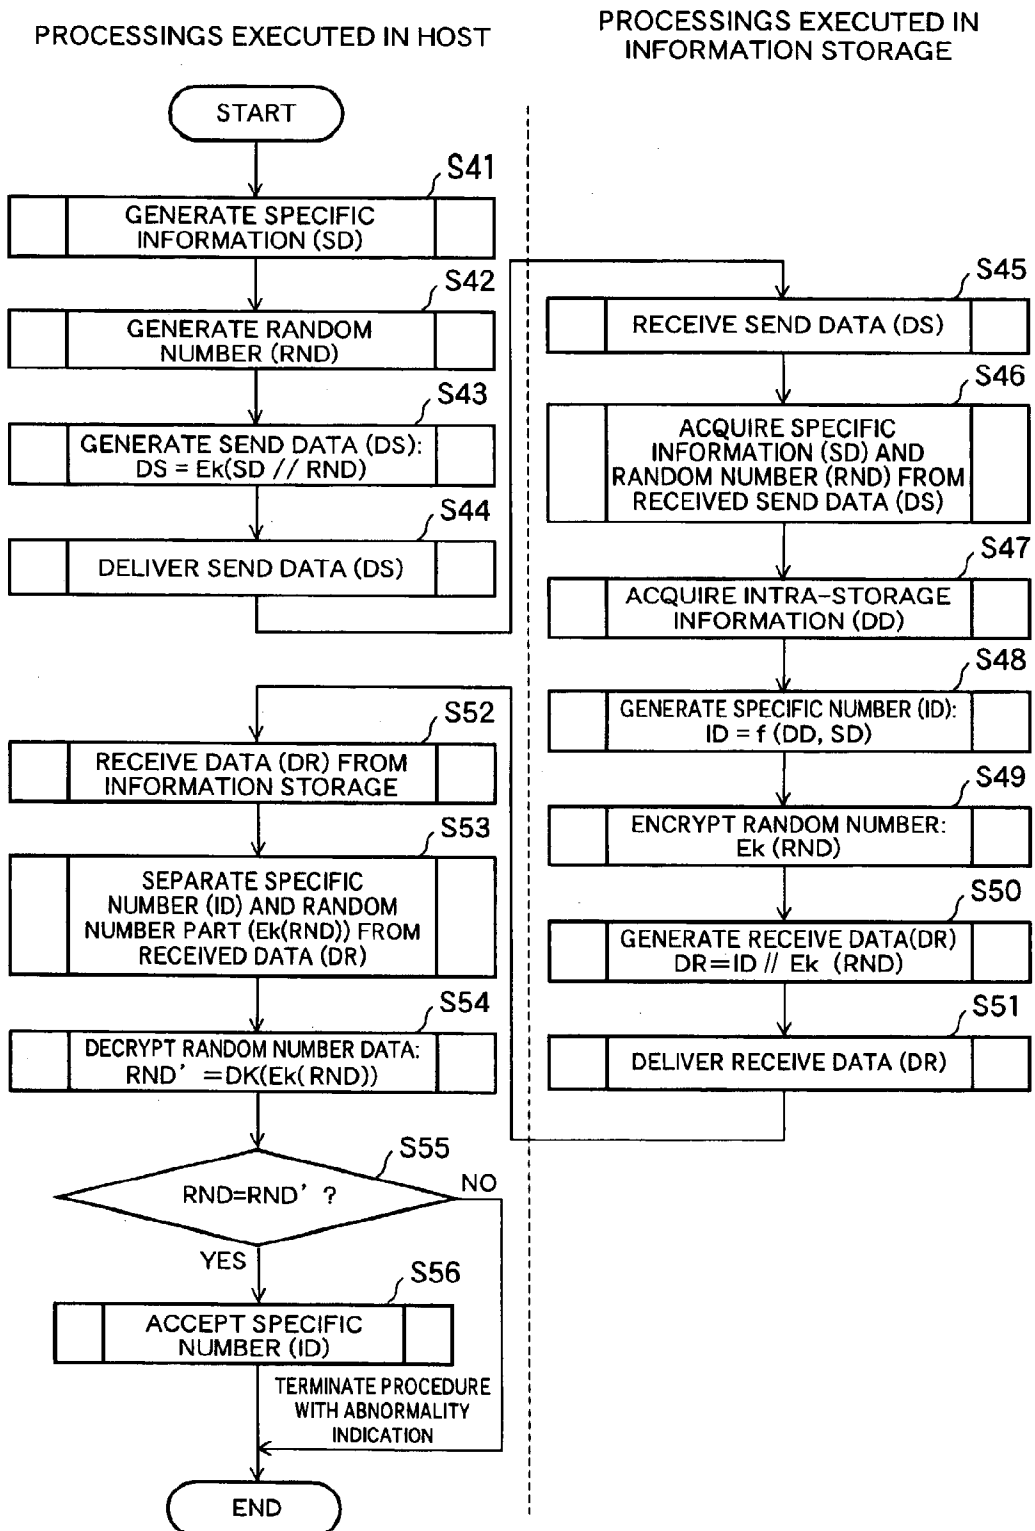 PROCESSINGS EXECUTED IN HOST
PROCESSINGS EXECUTED IN
INFORMATION STORAGE
START
S41
GENERATE SPECIFIC
INFORMATION (SD)
S42
GENERATE RANDOM
NUMBER (RND)
S43
GENERATE SEND DATA (DS):
DS = Ek(SD // RND)
S44
DELIVER SEND DATA (DS)
S45
RECEIVE SEND DATA (DS)
S46
ACQUIRE SPECIFIC
INFORMATION (SD) AND
RANDOM NUMBER (RND) FROM
RECEIVED SEND DATA (DS)
S47
ACQUIRE INTRA-STORAGE
INFORMATION (DD)
S48
GENERATE SPECIFIC NUMBER (ID):
ID = f (DD, SD)
S49
ENCRYPT RANDOM NUMBER:
Ek (RND)
S50
GENERATE RECEIVE DATA(DR)
DR=ID // Ek (RND)
S51
DELIVER RECEIVE DATA (DR)
S52
RECEIVE DATA (DR) FROM
INFORMATION STORAGE
S53
SEPARATE SPECIFIC
NUMBER (ID) AND RANDOM
NUMBER PART (Ek(RND)) FROM
RECEIVED DATA (DR)
S54
DECRYPT RANDOM NUMBER DATA:
RND' =DK(Ek(RND))
S55
RND=RND' ?
NO
YES
S56
ACCEPT SPECIFIC
NUMBER (ID)
TERMINATE PROCEDURE
WITH ABNORMALITY
INDICATION
END